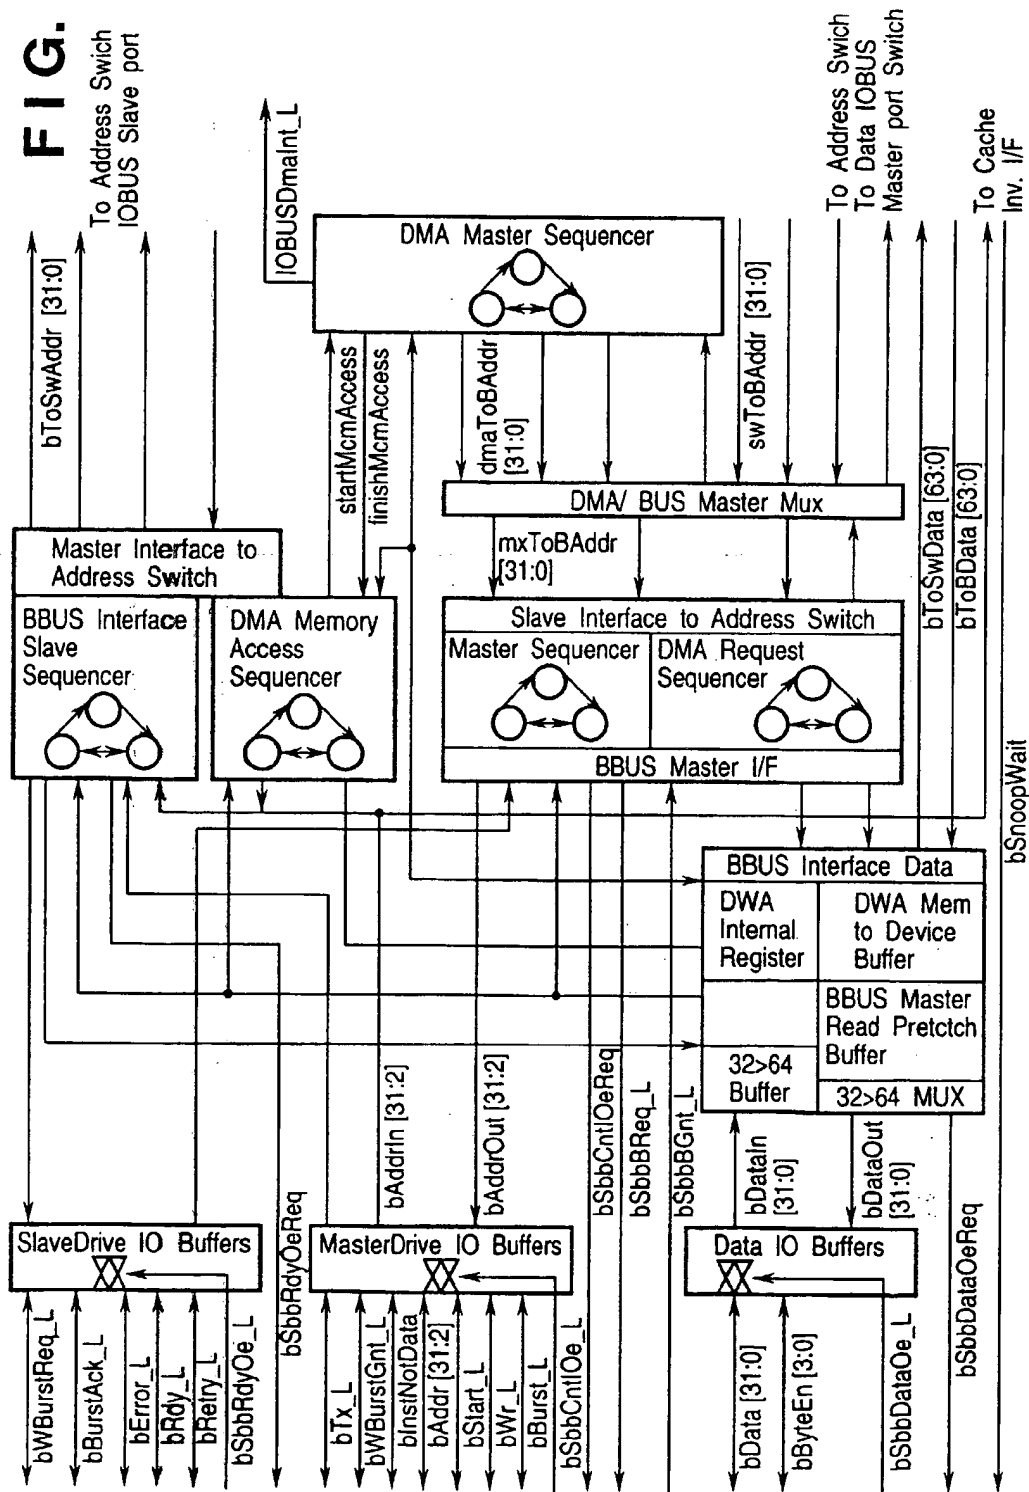 FIG.
To Address Swich
IOBUS Slave port
bToSwAddr [31:0]
IOBUSDmaInt_L
DMA Master Sequencer
startMcmAccess
finishMcmAccess
dmaToBAddr
[31:0]
swToBAddr [31:0]
To Address Switch
To Data IOBUS
Master port Switch
To Cache
Inv. I/F
Master Interface to
Address Switch
BBUS Interface
Slave
Sequencer
DMA Memory
Access
Sequencer
DMA/ BUS Master Mux
mxToBAddr
[31:0]
Slave Interface to Address Switch
Master Sequencer
DMA Request
Sequencer
BBUS Master I/F
bToSwData [63:0]
bToBData [63:0]
bSnoopWait
BBUS Interface Data
DWA
Internal
Register
DWA Mem
to Device
Buffer
BBUS Master
Read Pretctch
Buffer
32>64
Buffer
32>64 MUX
bAddrIn [31:2]
bAddrOut [31:2]
bSbbCntlOeReq
bSbbBReq_L
bSbbBGnt_L
bDataIn
[31:0]
bDataOut
[31:0]
bSbbDataOeReq
bSbbRdyOeReq
SlaveDrive IO Buffers
MasterDrive IO Buffers
Data IO Buffers
bWBurstReq_L
bBurstAck_L
bError_L
bRdy_L
bRetry_L
bSbbRdyOe_L
bTx_L
bWBurstGnt_L
bInstNotData
bAddr [31:2]
bStart_L
bWr_L
bBurst_L
bSbbCntlOe_L
bData [31:0]
bByteEn [3:0]
bSbbDataOe_L